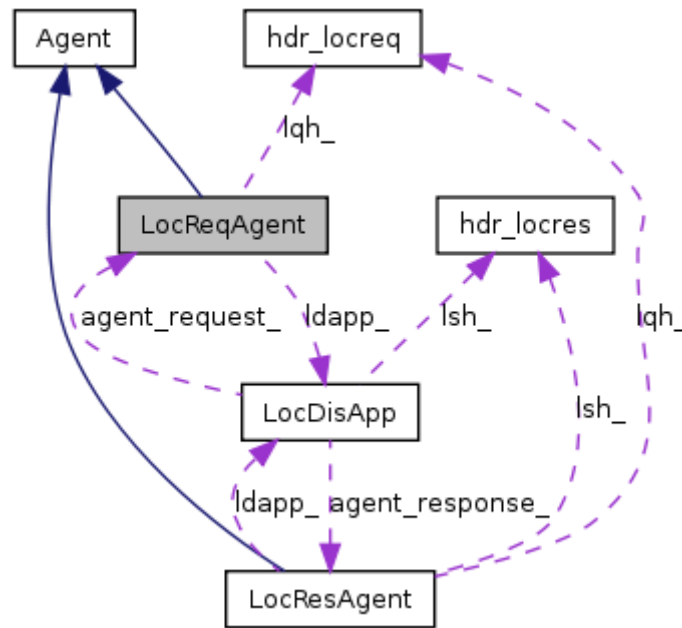 Agent
hdr_locreq
lqh_
LocReqAgent
hdr_locres
agent_request_
ldapp_
lsh_
lqh_
LocDisApp
lsh_
ldapp_
agent_response_
LocResAgent